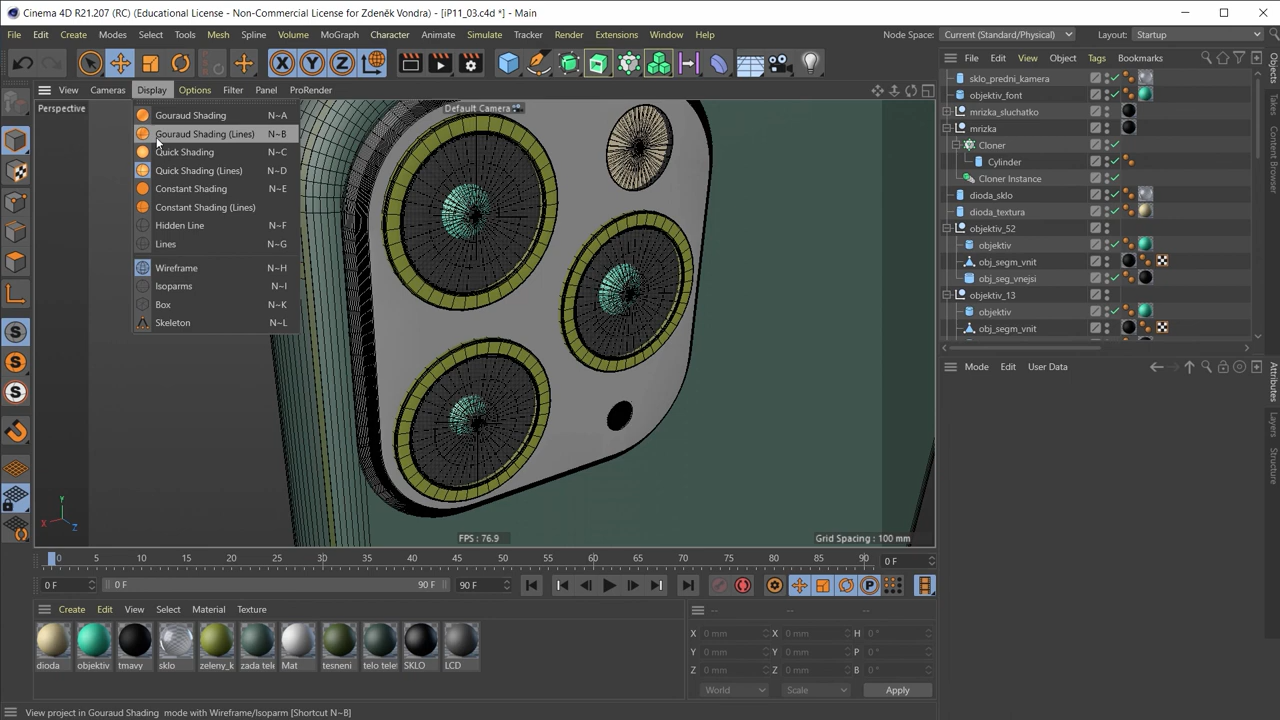 Cinema 4D R21.207 (RC) (Educational License - Non-Commercial License for Zdeněk Vondra) - [iP11_03.c4d *] - Main
File Edit Create Modes Select Tools Mesh Spline Volume MoGraph Character Animate Simulate Tracker Render Extensions Window Help Node Space: Current (Standard/Physical) Layout: Startup
View Cameras Display Options Filter Panel ProRender
File Edit View Object Tags Bookmarks
Perspective
Default Camera
Gouraud Shading N~A
Gouraud Shading (Lines) N~B
Quick Shading N~C
Quick Shading (Lines) N~D
Constant Shading N~E
Constant Shading (Lines)
Hidden Line N~F
Lines N~G
Wireframe N~H
Isoparms N~I
Box N~K
Skeleton N~L
sklo_predni_kamera
objektiv_font
mrizka_sluchatko
mrizka
Cloner
Cylinder
Cloner Instance
dioda_sklo
dioda_textura
objektiv_52
objektiv
obj_segm_vnit
obj_seg_vnejsi
objektiv_13
objektiv
obj_segm_vnit
Objects
Content Browser
Mode Edit User Data
Attributes
Layers
Structure
Y
X
Z
FPS : 76.9
Grid Spacing : 100 mm
0 5 10 15 20 25 30 35 40 45 50 55 60 65 70 75 80 85 90 0 F
0 F 0 F 90 F 90 F
Create Edit View Select Material Texture
dioda objektiv tmavy sklo zeleny_k zada tele Mat tesneni telo tele SKLO LCD
-- -- --
X 0 mm X 0 mm H 0 °
Y 0 mm Y 0 mm P 0 °
Z 0 mm Z 0 mm B 0 °
World Scale Apply
View project in Gouraud Shading mode with Wireframe/Isoparm [Shortcut N~B]